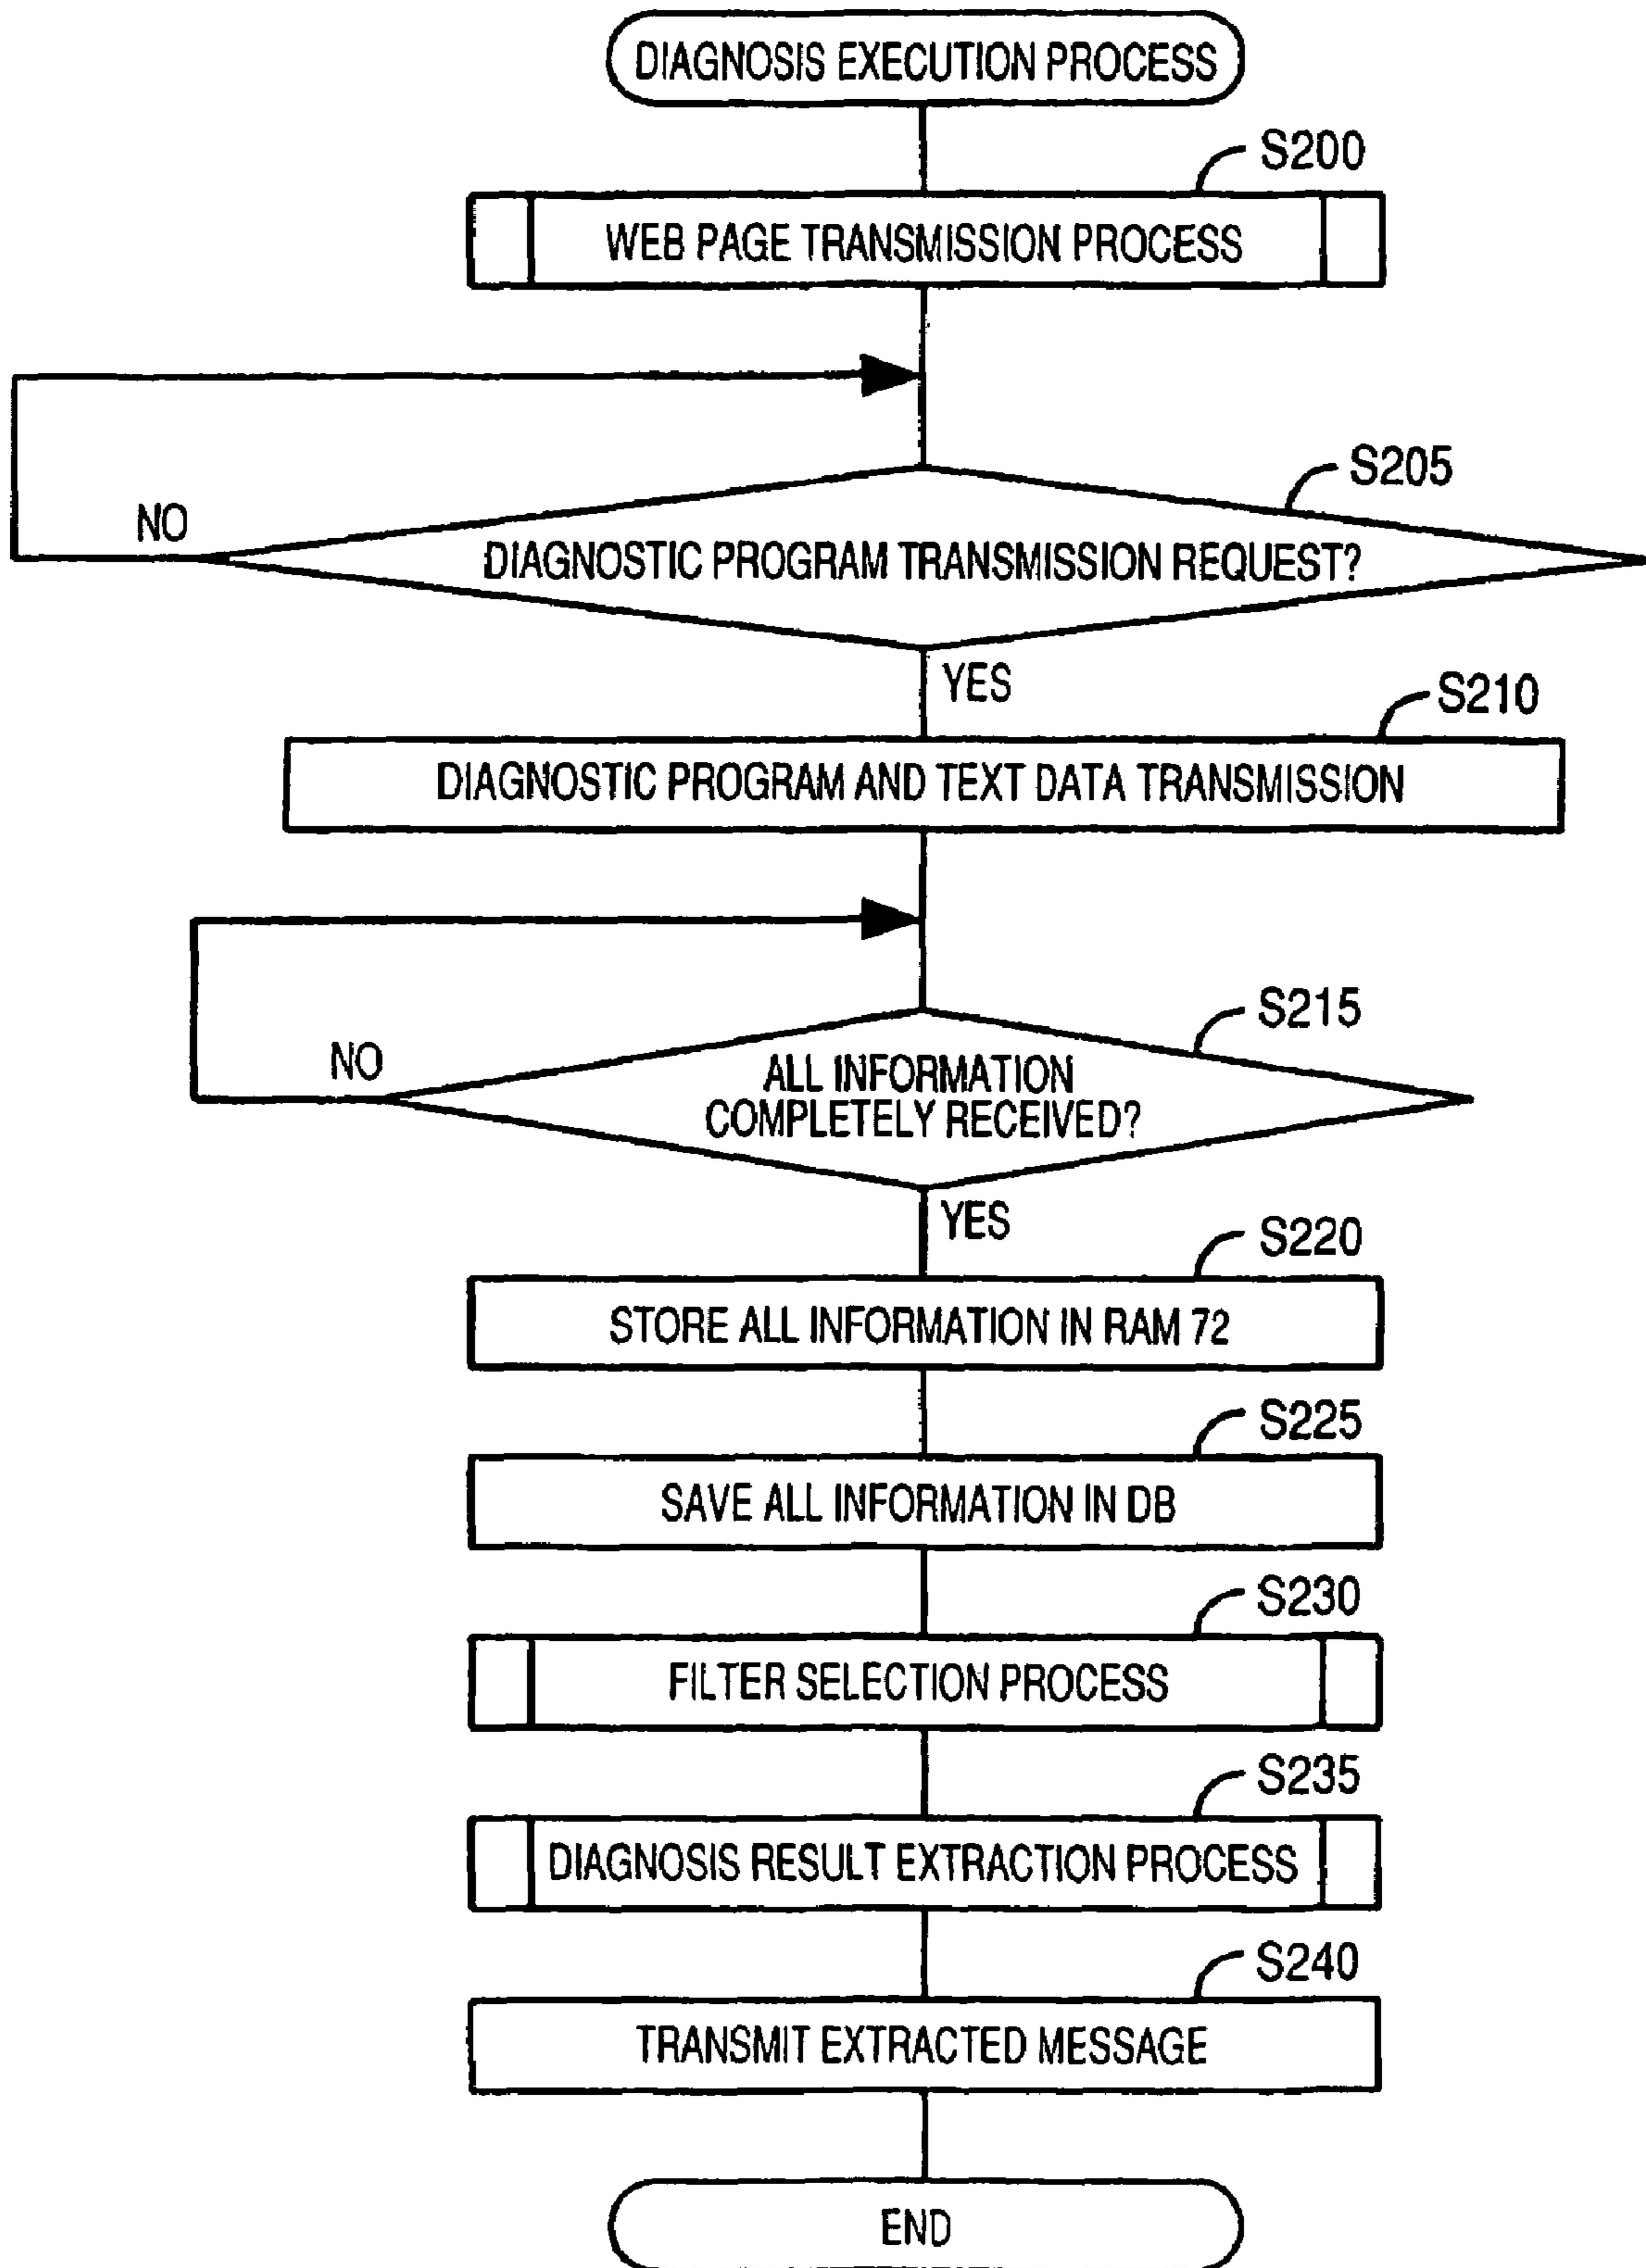 DIAGNOSIS EXECUTION PROCESS
S200
WEB PAGE TRANSMISSION PROCESS
S205
NO
DIAGNOSTIC PROGRAM TRANSMISSION REQUEST?
YES
S210
DIAGNOSTIC PROGRAM AND TEXT DATA TRANSMISSION
S215
NO
ALL INFORMATION
COMPLETELY RECEIVED?
YES
S220
STORE ALL INFORMATION IN RAM 72
S225
SAVE ALL INFORMATION IN DB
S230
FILTER SELECTION PROCESS
S235
DIAGNOSIS RESULT EXTRACTION PROCESS
S240
TRANSMIT EXTRACTED MESSAGE
END